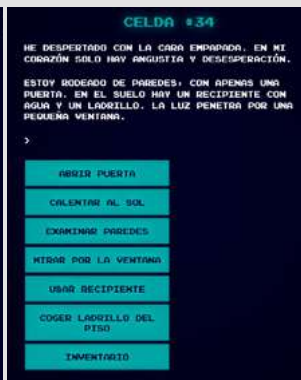 CELDA #34
HE DESPERTADO CON LA CARA EMPAPADA. EN MI
CORAZÓN SOLO HAY ANGUSTIA Y DESESPERACIÓN.
ESTOY RODEADO DE PAREDES, CON APENAS UNA
PUERTA. EN EL SUELO HAY UN RECIPIENTE CON
AGUA Y UN LADRILLO. LA LUZ PENETRA POR UNA
PEQUEÑA VENTANA.
>
ABRIR PUERTA
CALENTAR AL SOL
EXAMINAR PAREDES
MIRAR POR LA VENTANA
USAR RECIPIENTE
COGER LADRILLO DEL
PISO
INVENTARIO